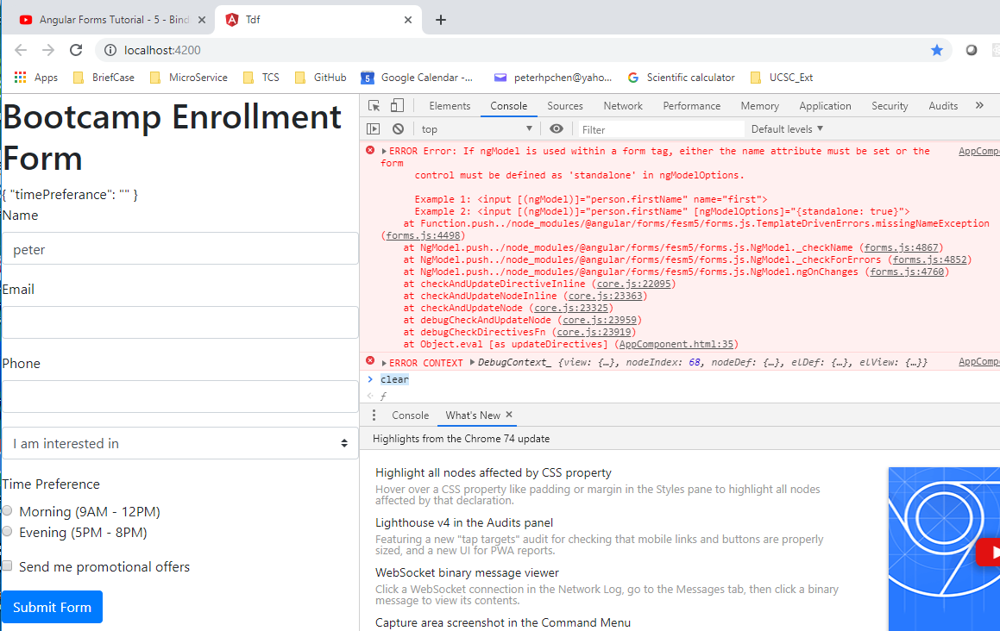 Angular Forms Tutorial - 5 - Bind
Tdf
localhost:4200
Apps
BriefCase
MicroService
TCS
GitHub
Google Calendar -...
peterhpchen@yaho...
Scientific calculator
UCSC_Ext
Bootcamp Enrollment
Form
{ "timePreferance": "" }
Name
peter
Email
Phone
I am interested in
Time Preference
Morning (9AM - 12PM)
Evening (5PM - 8PM)
Send me promotional offers
Submit Form
Elements Console Sources Network Performance Memory Application Security Audits »
top Filter Default levels
ERROR Error: If ngModel is used within a form tag, either the name attribute must be set or the AppComp
form
control must be defined as 'standalone' in ngModelOptions.
Example 1: <input [(ngModel)]="person.firstName" name="first">
Example 2: <input [(ngModel)]="person.firstName" [ngModelOptions]="{standalone: true}">
at Function.push../node_modules/@angular/forms/fesm5/forms.js.TemplateDrivenErrors.missingNameException
(forms.js:4498)
at NgModel.push../node_modules/@angular/forms/fesm5/forms.js.NgModel._checkName (forms.js:4867)
at NgModel.push../node_modules/@angular/forms/fesm5/forms.js.NgModel._checkForErrors (forms.js:4852)
at NgModel.push../node_modules/@angular/forms/fesm5/forms.js.NgModel.ngOnChanges (forms.js:4760)
at checkAndUpdateDirectiveInline (core.js:22095)
at checkAndUpdateNodeInline (core.js:23363)
at checkAndUpdateNode (core.js:23325)
at debugCheckAndUpdateNode (core.js:23959)
at debugCheckDirectivesFn (core.js:23919)
at Object.eval [as updateDirectives] (AppComponent.html:35)
ERROR CONTEXT DebugContext_ {view: {…}, nodeIndex: 68, nodeDef: {…}, elDef: {…}, elView: {…}} AppComp
clear
ƒ
Console What's New
Highlights from the Chrome 74 update
Highlight all nodes affected by CSS property
Hover over a CSS property like padding or margin in the Styles pane to highlight all nodes
affected by that declaration.
Lighthouse v4 in the Audits panel
Featuring a new "tap targets" audit for checking that mobile links and buttons are properly
sized, and a new UI for PWA reports.
WebSocket binary message viewer
Click a WebSocket connection in the Network Log, go to the Messages tab, then click a binary
message to view its contents.
Capture area screenshot in the Command Menu